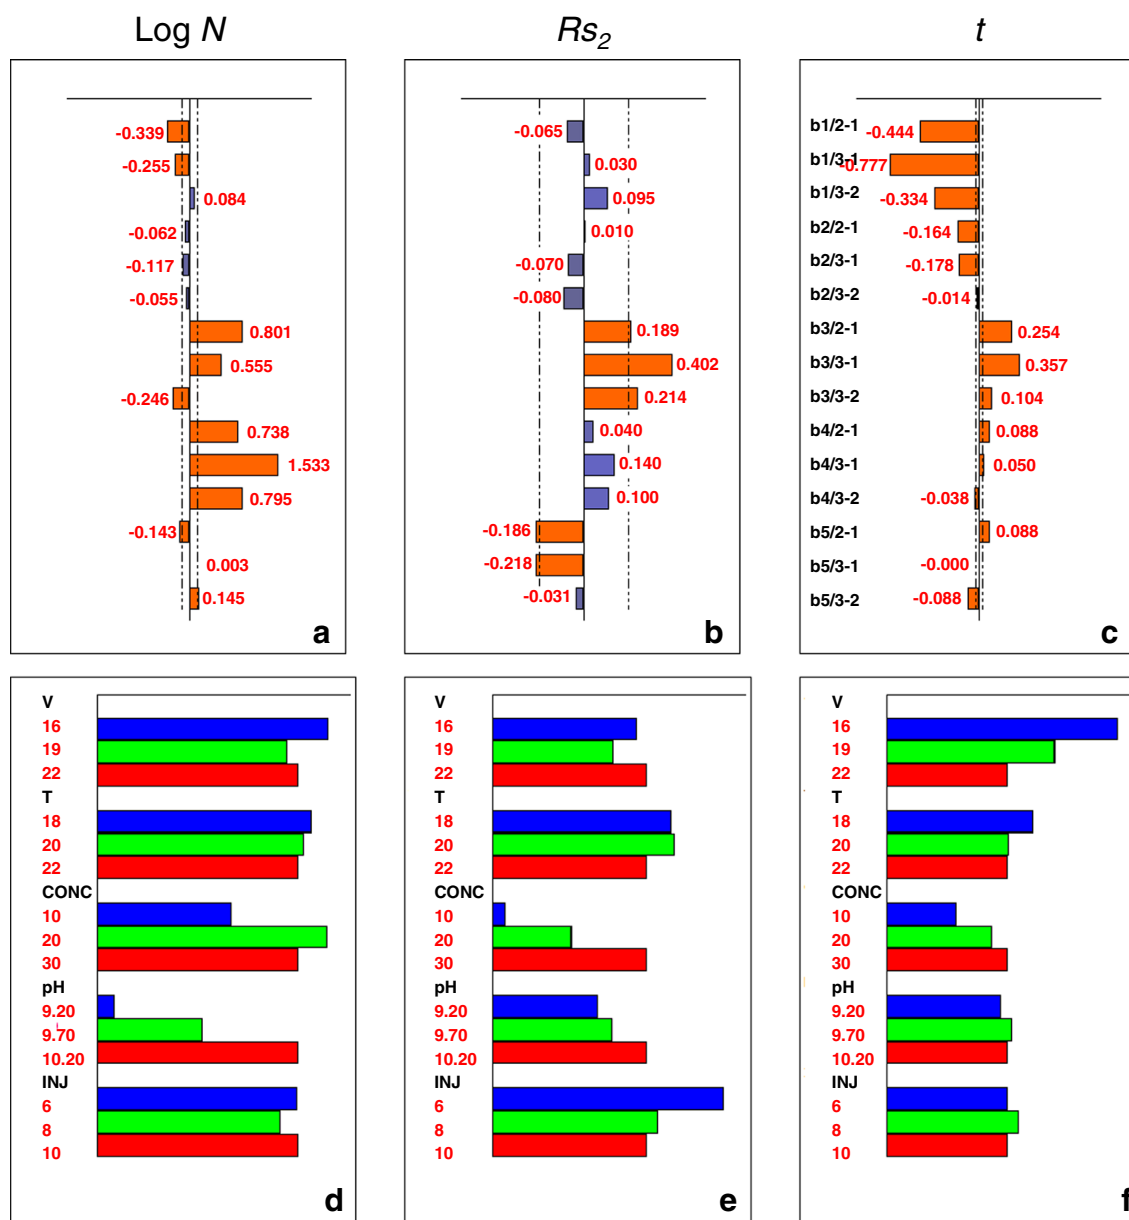 Log N
Rs2
t
-0.339
-0.255
0.084
-0.062
-0.117
-0.055
0.801
0.555
-0.246
0.738
1.533
0.795
-0.143
0.003
0.145
a
-0.065
0.030
0.095
0.010
-0.070
-0.080
0.189
0.402
0.214
0.040
0.140
0.100
-0.186
-0.218
-0.031
b
b1/2-1 -0.444
b1/3-1 -0.777
b1/3-2 -0.334
b2/2-1 -0.164
b2/3-1 -0.178
b2/3-2 -0.014
b3/2-1 0.254
b3/3-1 0.357
b3/3-2 0.104
b4/2-1 0.088
b4/3-1 0.050
b4/3-2 -0.038
b5/2-1 0.088
b5/3-1 -0.000
b5/3-2 -0.088
c
V
16
19
22
T
18
20
22
CONC
10
20
30
pH
9.20
9.70
10.20
INJ
6
8
10
d
V
16
19
22
T
18
20
22
CONC
10
20
30
pH
9.20
9.70
10.20
INJ
6
8
10
e
V
16
19
22
T
18
20
22
CONC
10
20
30
pH
9.20
9.70
10.20
INJ
6
8
10
f